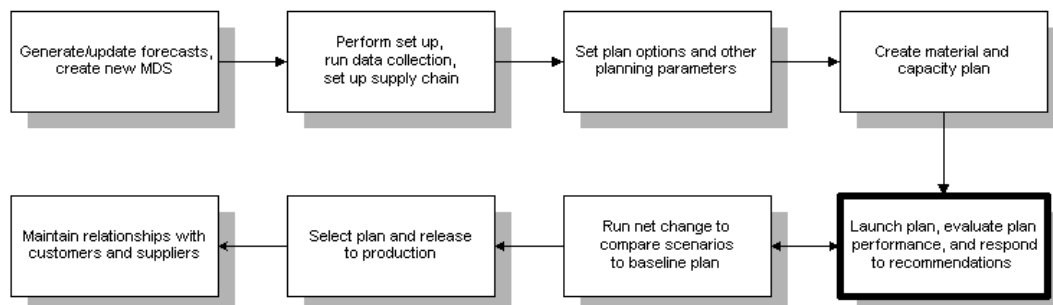 Generate/update forecasts,
create new MDS
Perform set up,
run data collection,
set up supply chain
Set plan options and other
planning parameters
Create material and
capacity plan
Launch plan, evaluate plan
performance, and respond
to recommendations
Run net change to
compare scenarios
to baseline plan
Select plan and release
to production
Maintain relationships with
customers and suppliers